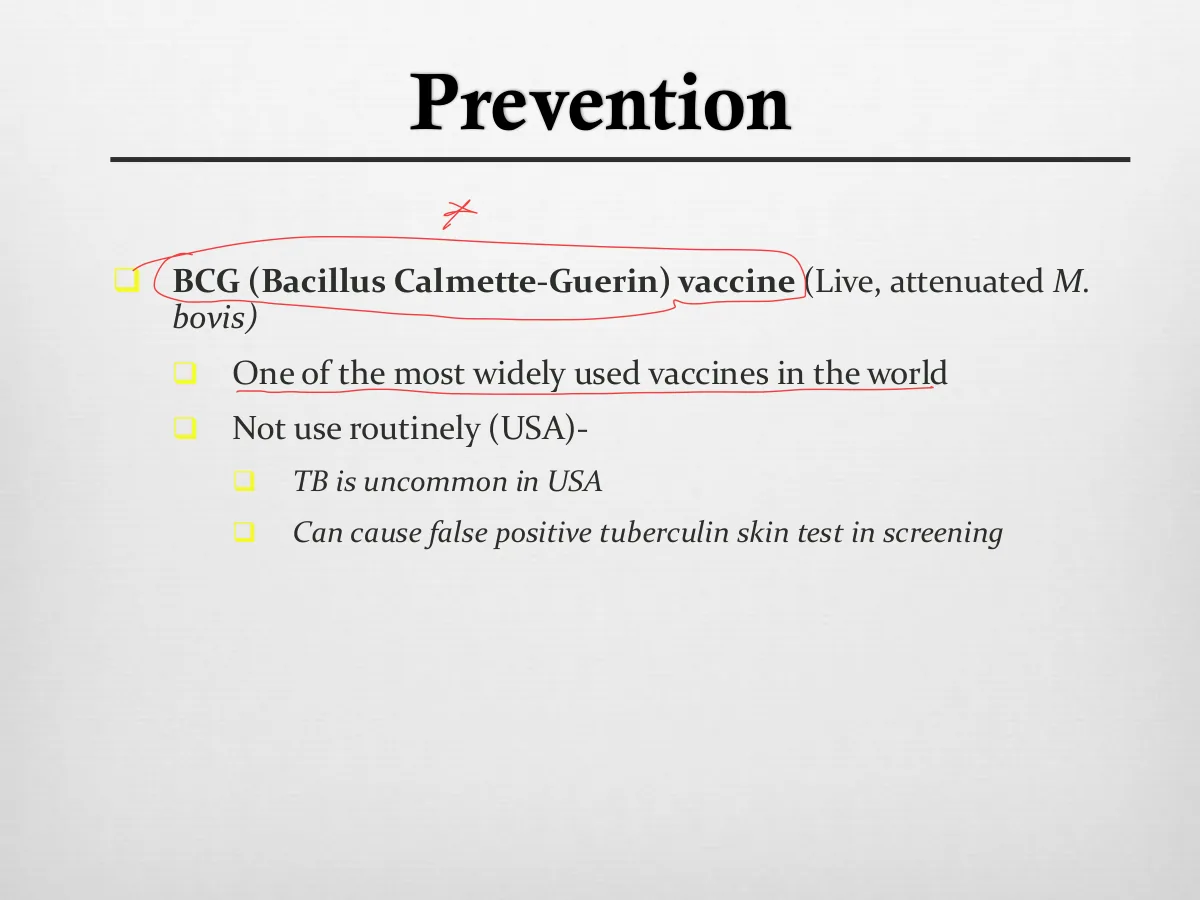 Prevention
BCG (Bacillus Calmette-Guerin) vaccine (Live, attenuated M.
bovis)
One of the most widely used vaccines in the world
Not use routinely (USA)-
TB is uncommon in USA
Can cause false positive tuberculin skin test in screening